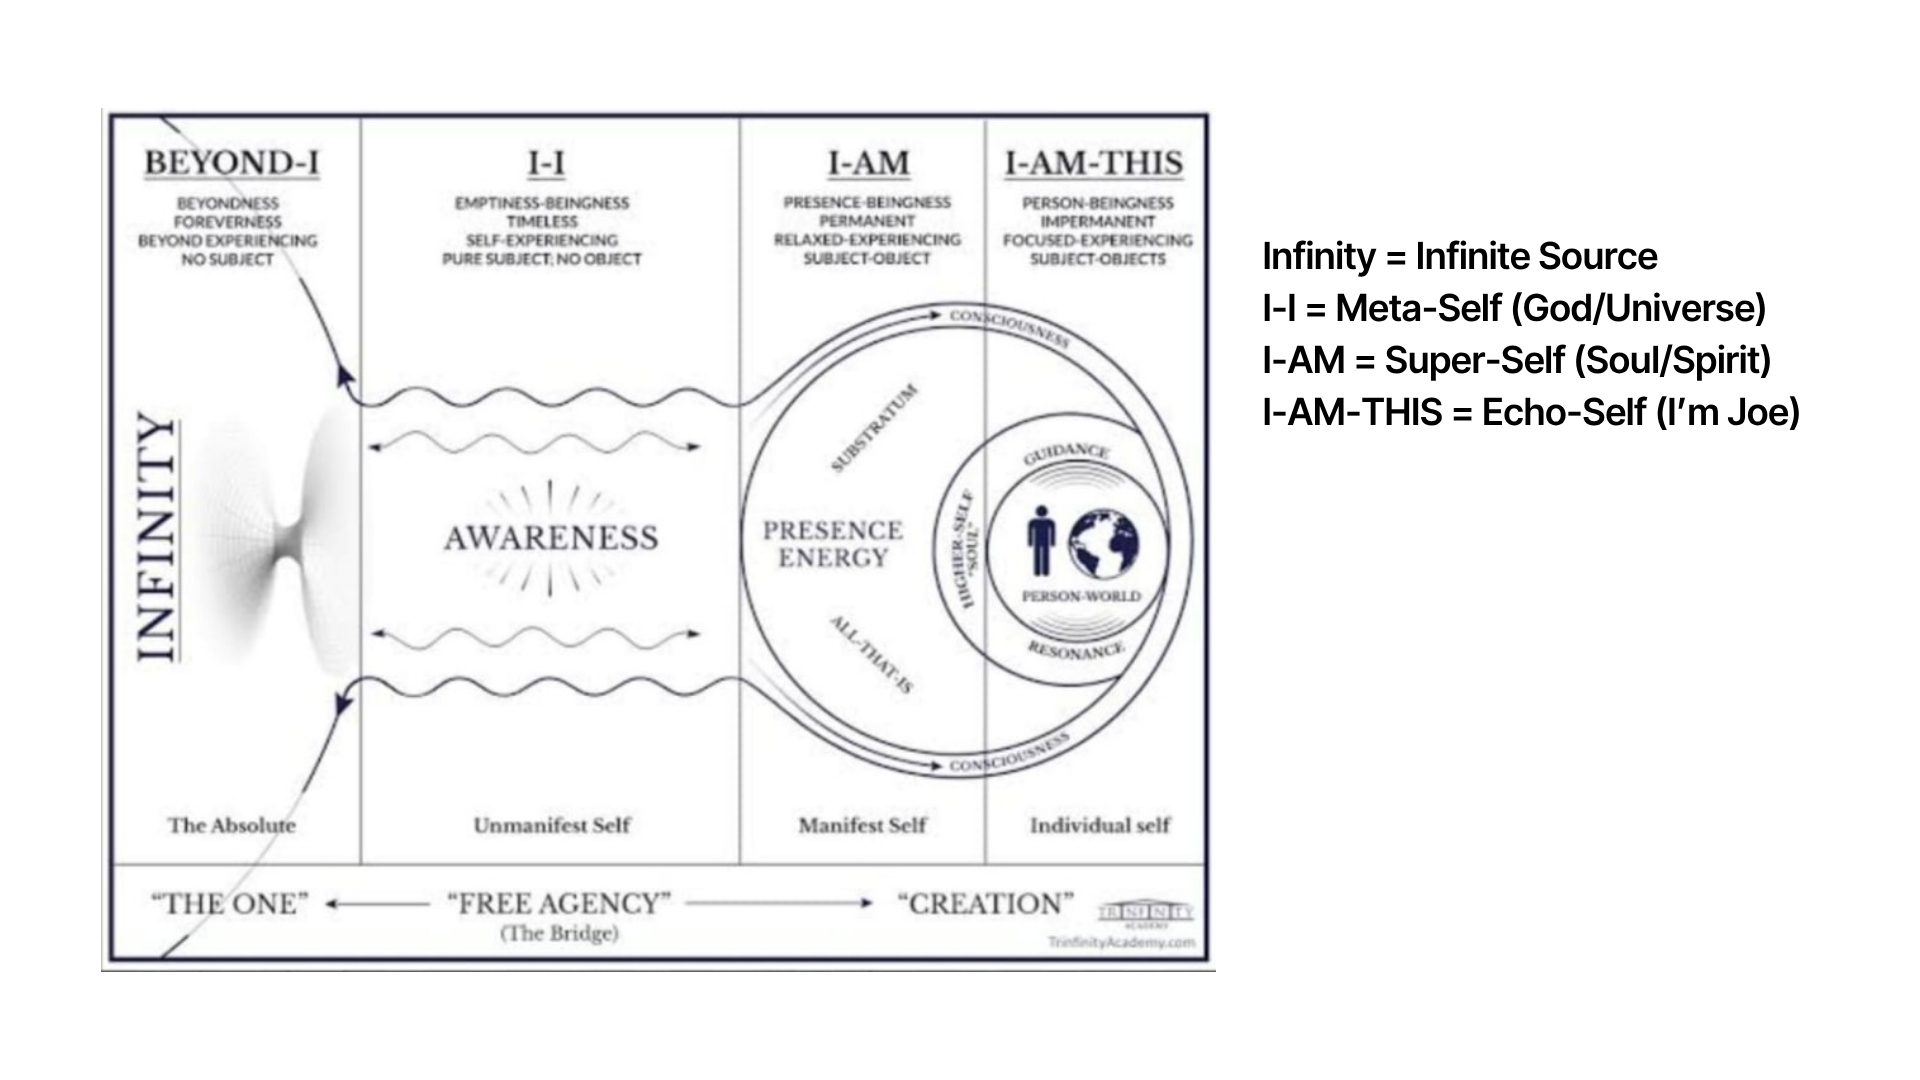 BEYOND-I
BEYONDNESS
FOREVERNESS
BEYOND EXPERIENCING
NO SUBJECT
INFINITY
The Absolute
I-I
EMPTINESS-BEINGNESS
TIMELESS
SELF-EXPERIENCING
PURE SUBJECT; NO OBJECT
AWARENESS
Unmanifest Self
I-AM
PRESENCE-BEINGNESS
PERMANENT
RELAXED-EXPERIENCING
SUBJECT-OBJECT
CONSCIOUSNESS
SUBSTRATUM
PRESENCE
ENERGY
ALL-THAT-IS
CONSCIOUSNESS
Manifest Self
I-AM-THIS
PERSON-BEINGNESS
IMPERMANENT
FOCUSED-EXPERIENCING
SUBJECT-OBJECTS
HIGHER-SELF
"SOUL"
GUIDANCE
PERSON-WORLD
RESONANCE
Individual self
“THE ONE”
“FREE AGENCY”
(The Bridge)
“CREATION”
TRINFINITY
ACADEMY
TrinfinityAcademy.com
Infinity = Infinite Source
I-I = Meta-Self (God/Universe)
I-AM = Super-Self (Soul/Spirit)
I-AM-THIS = Echo-Self (I’m Joe)